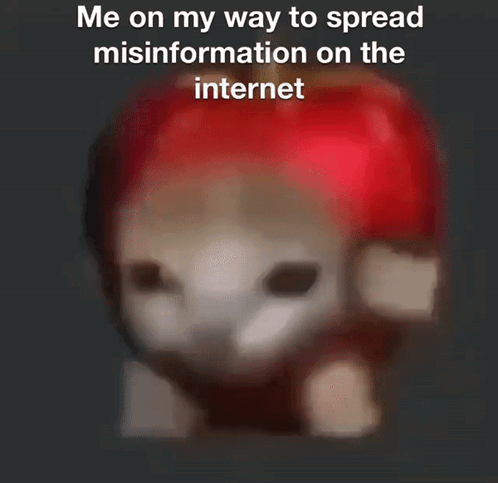 Me on my way to spread
misinformation on the
internet